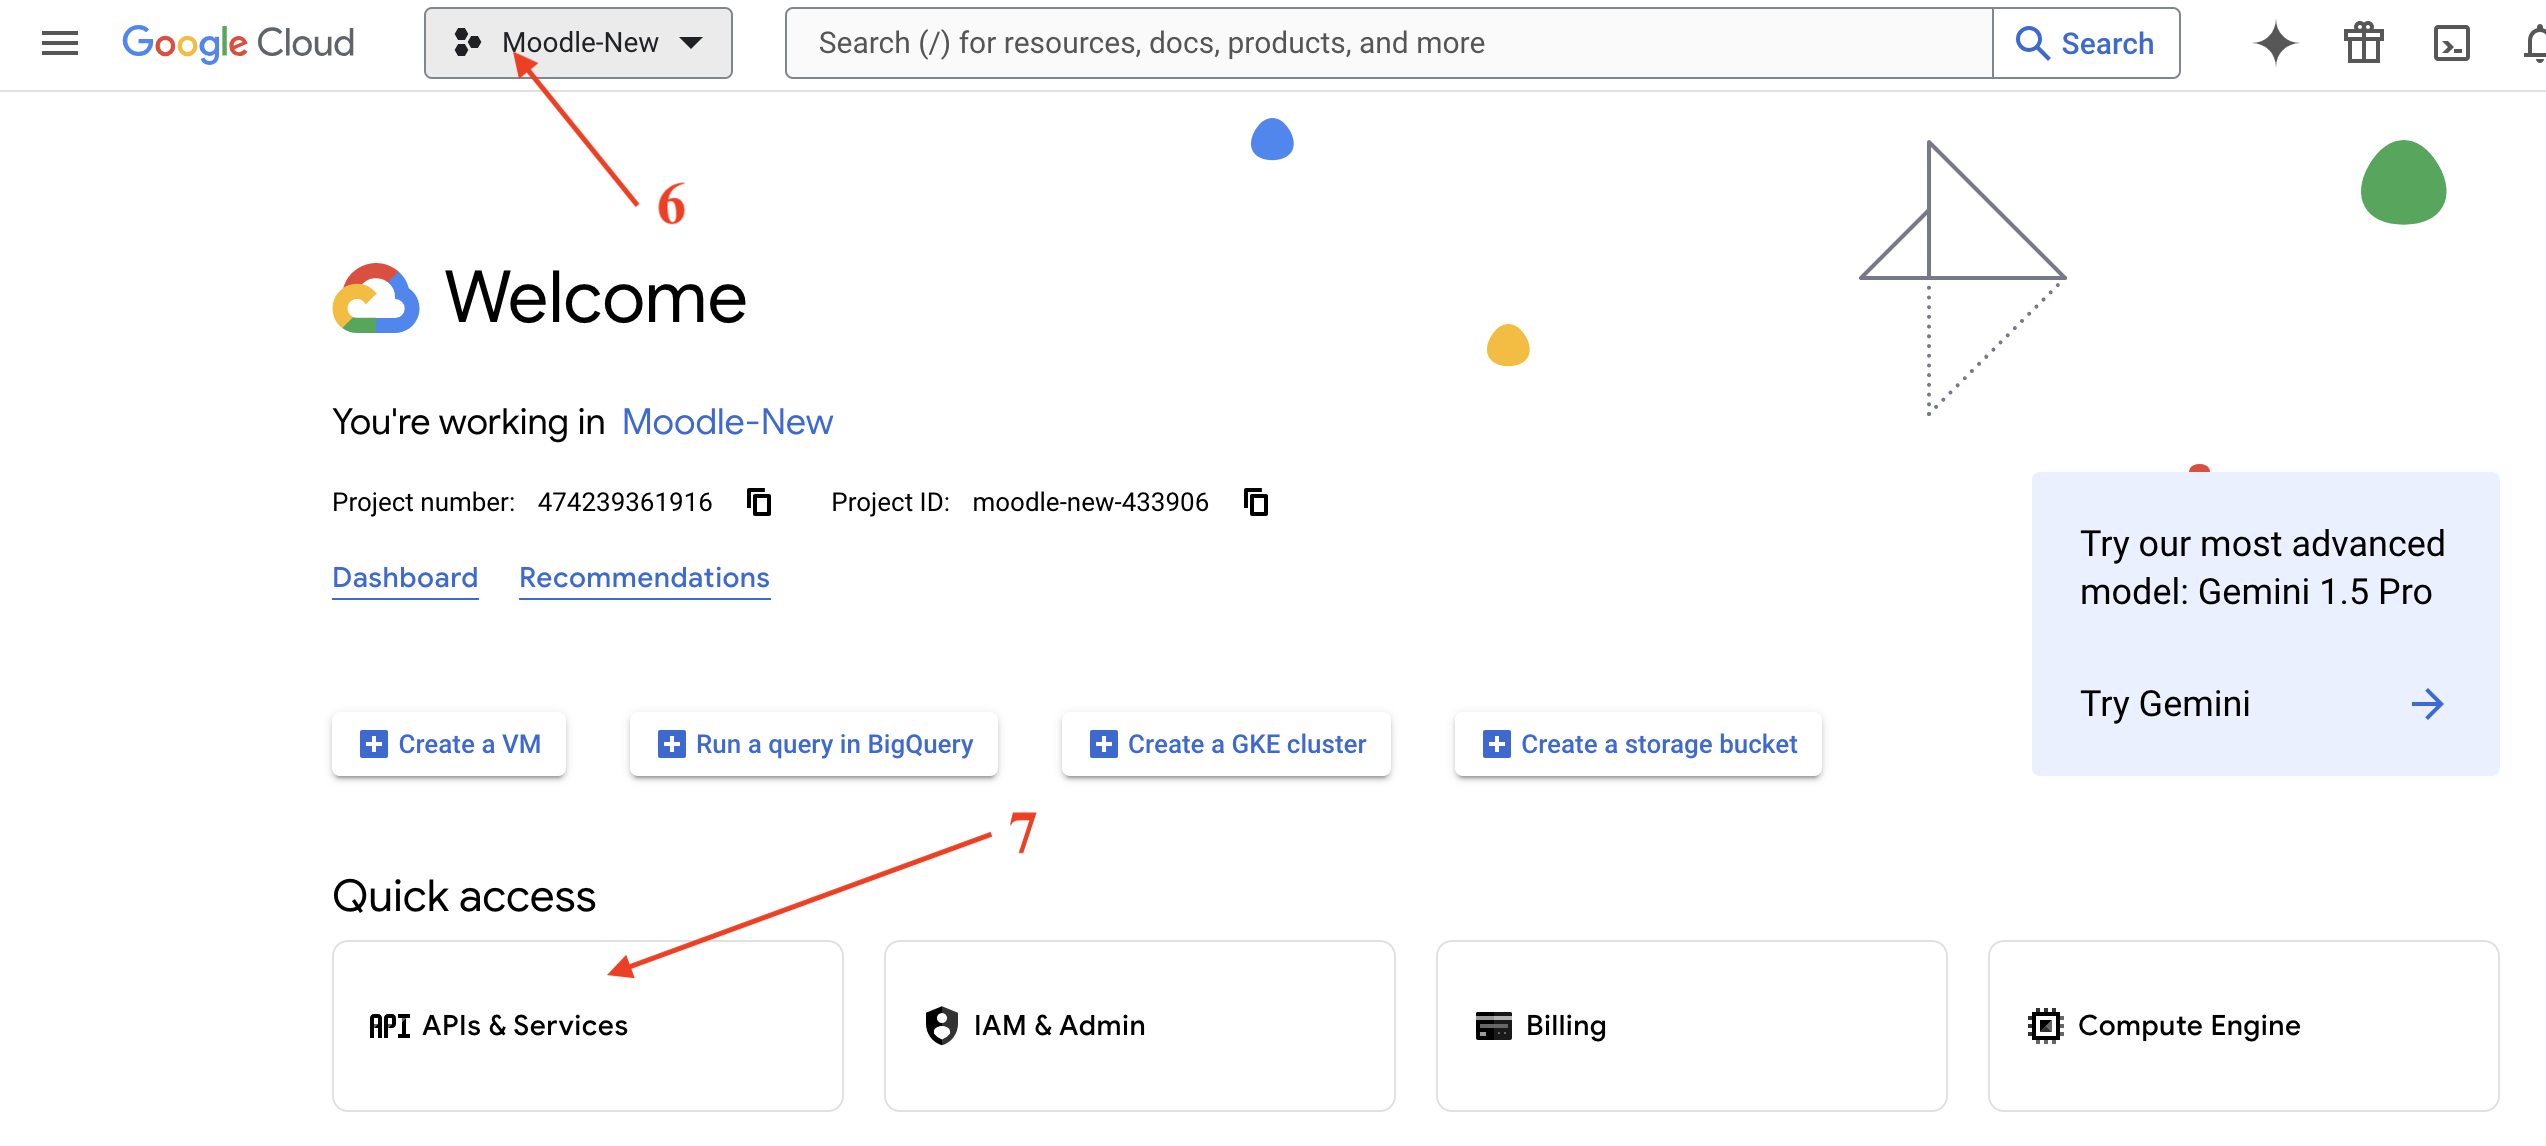 Google Cloud
Moodle-New
Search (/) for resources, docs, products, and more
Search
6
Welcome
You're working in Moodle-New
Project number: 474239361916
Project ID: moodle-new-433906
Dashboard
Recommendations
Try our most advanced
model: Gemini 1.5 Pro
Try Gemini
Create a VM
Run a query in BigQuery
Create a GKE cluster
Create a storage bucket
7
Quick access
API APIs & Services
IAM & Admin
Billing
Compute Engine